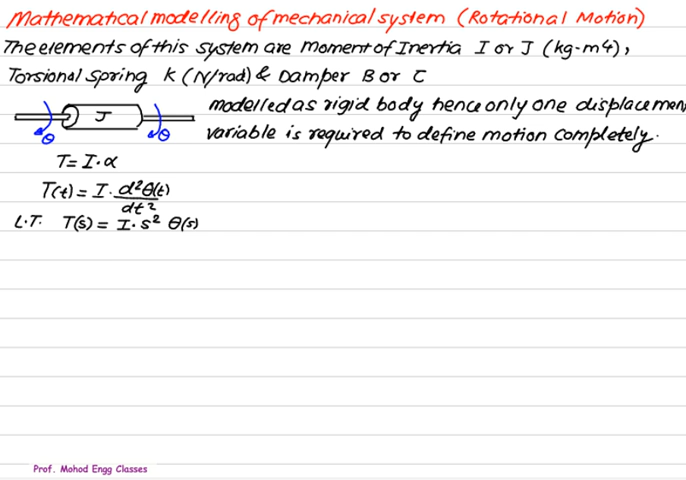 Mathematical modelling of mechanical system (Rotational Motion)
The elements of this system are Moment of Inertia I or J (kg-m4),
Torsional spring K (N/rad) & Damper B or C
J
θ
θ
modelled as rigid body hence only one displacemen
variable is required to define motion completely.
T = I·α
T(t) = I · d²θ(t)
dt²
L.T. T(s) = I · s² θ(s)
Prof. Mohod Engg Classes